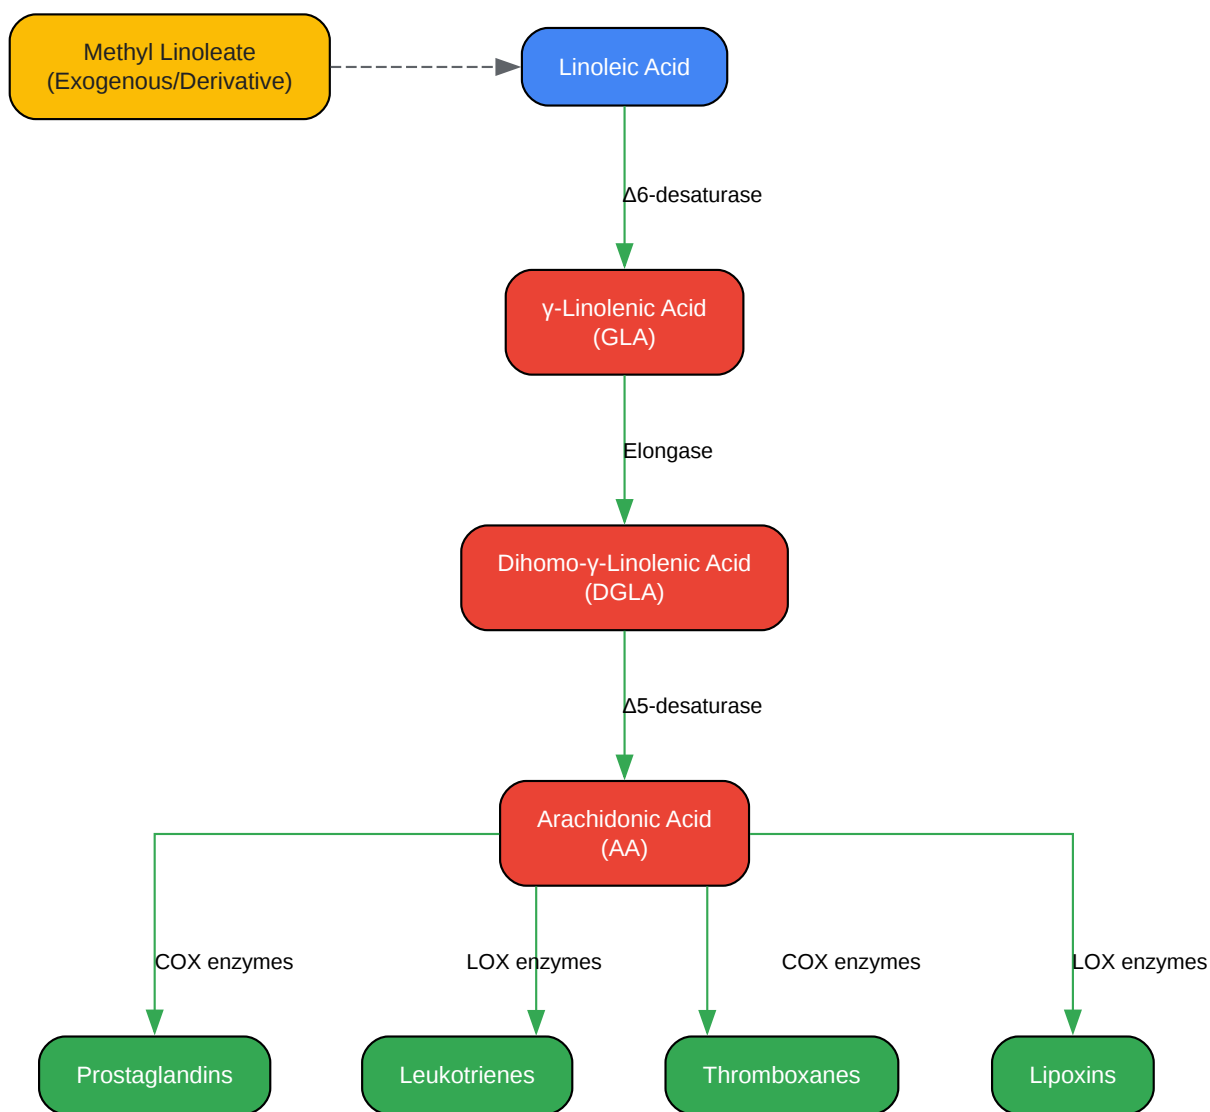 Methyl Linoleate
(Exogenous/Derivative)
Linoleic Acid
Δ6-desaturase
γ-Linolenic Acid
(GLA)
Elongase
Dihomo-γ-Linolenic Acid
(DGLA)
Δ5-desaturase
Arachidonic Acid
(AA)
COX enzymes
LOX enzymes
COX enzymes
LOX enzymes
Prostaglandins
Leukotrienes
Thromboxanes
Lipoxins